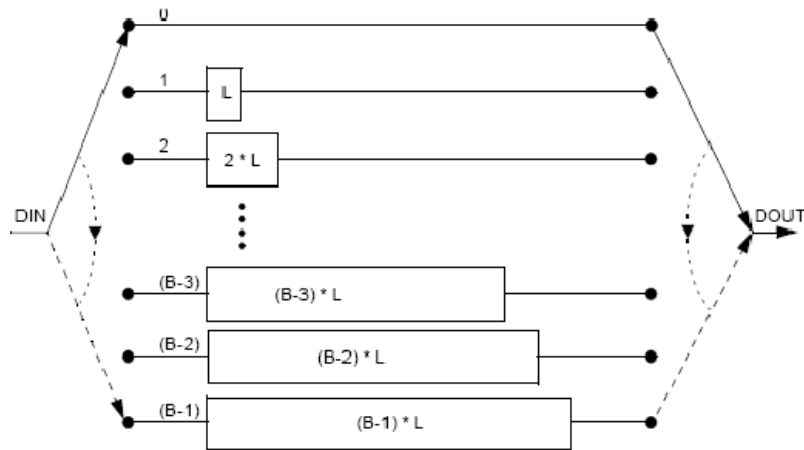 0
1
L
2
2 * L
DIN
DOUT
(B-3)
(B-3) * L
(B-2)
(B-2) * L
(B-1)
(B-1) * L